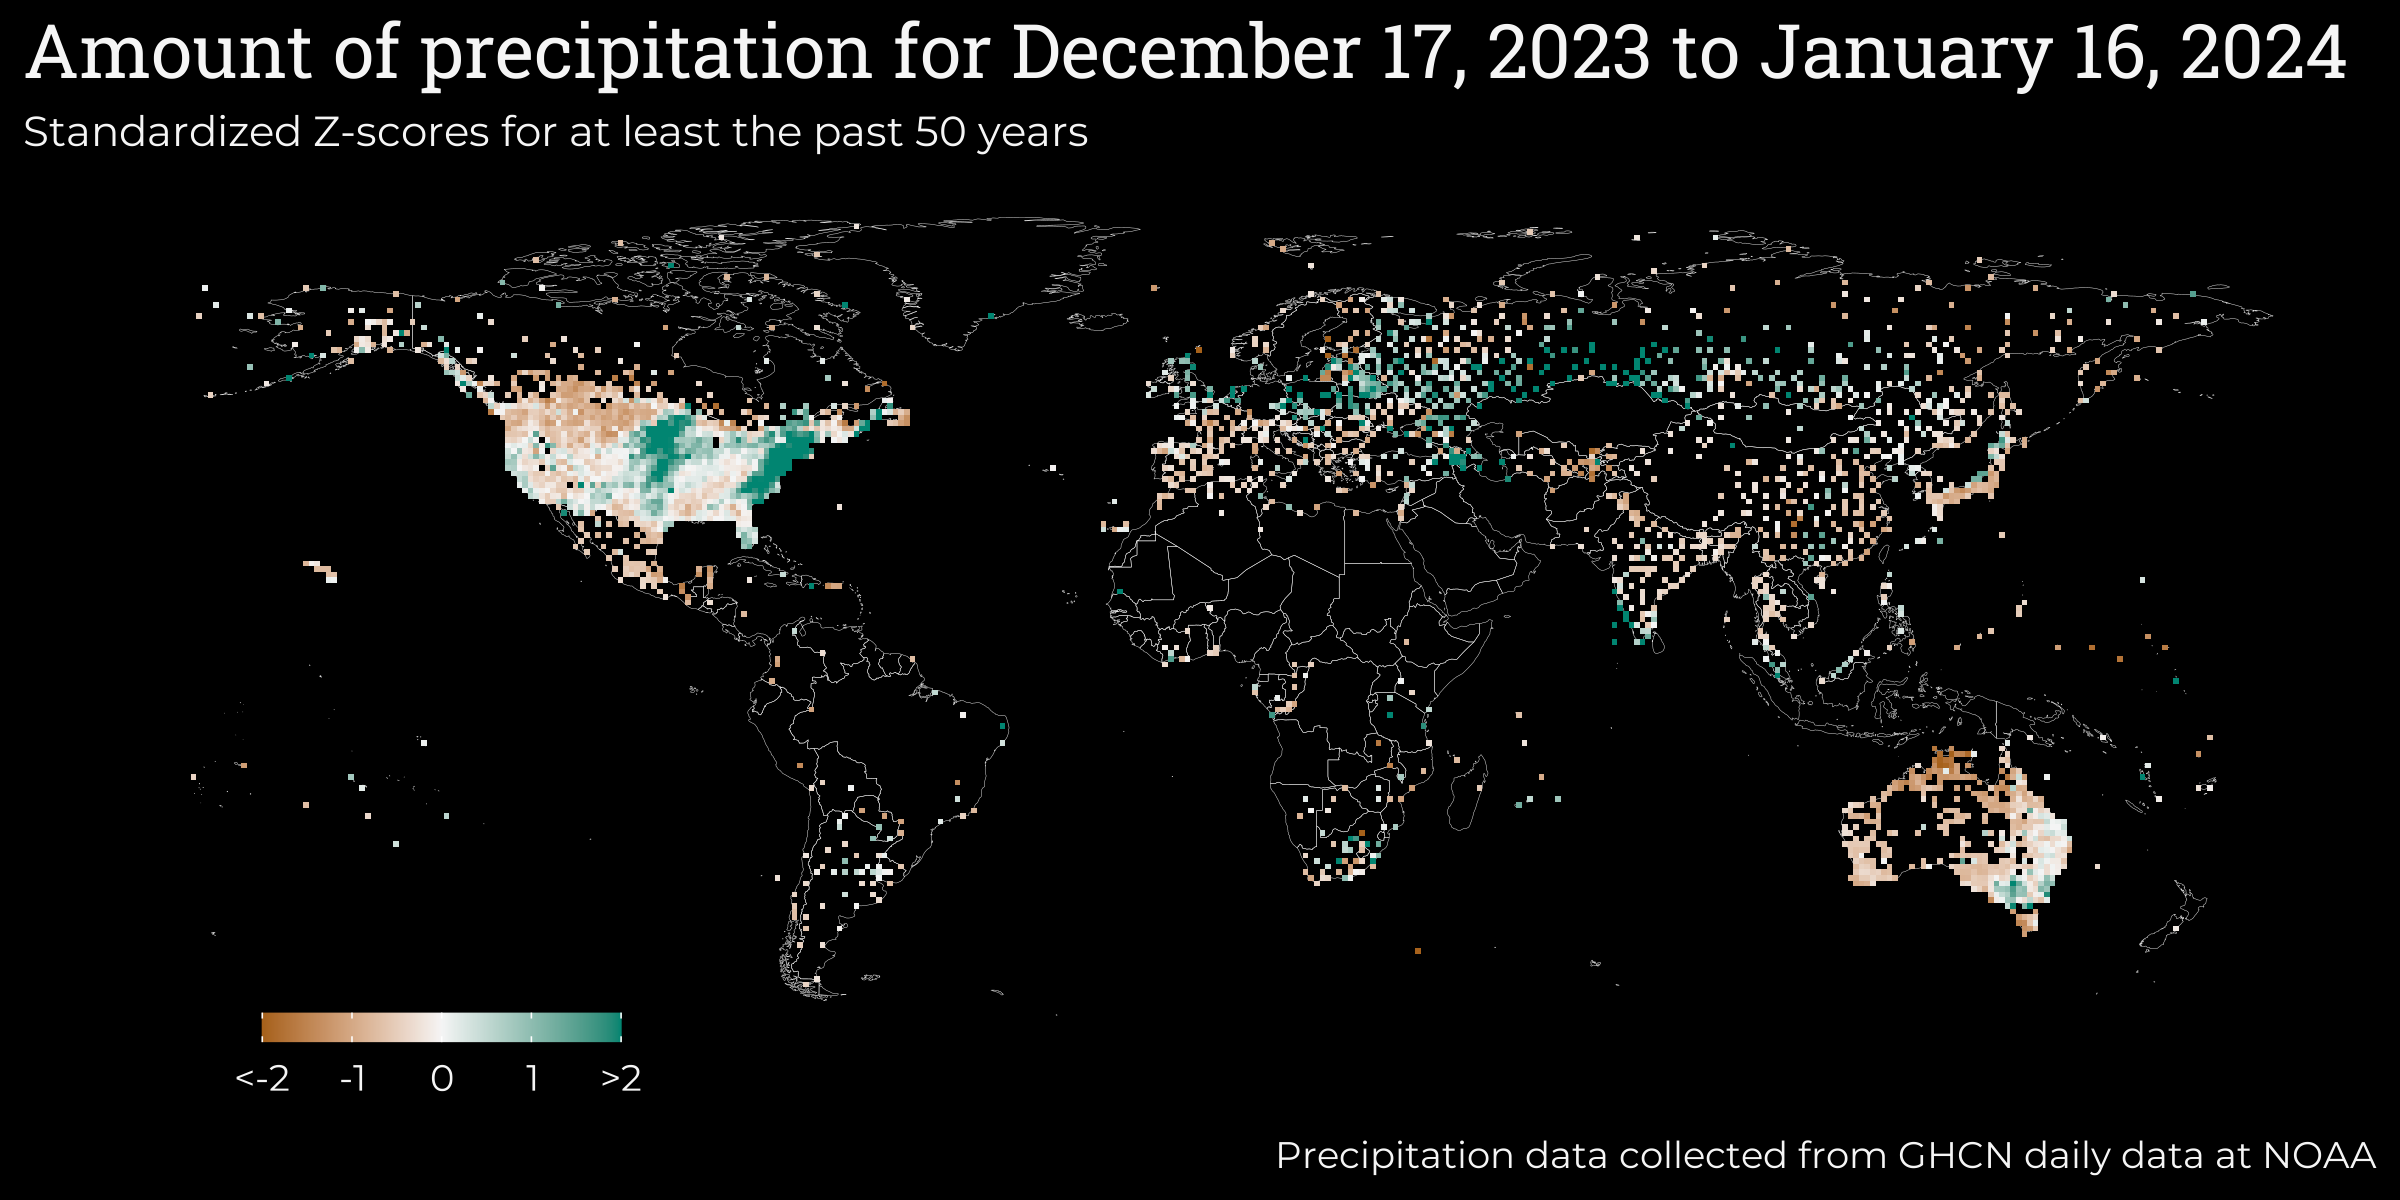 Amount of precipitation for December 17, 2023 to January 16, 2024
Standardized Z-scores for at least the past 50 years
<-2 -1 0 1 >2
Precipitation data collected from GHCN daily data at NOAA